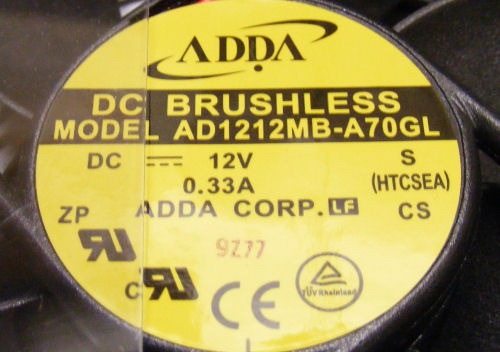 ADDA
DC BRUSHLESS
MODEL AD1212MB-A70GL
DC 12V S
0.33A (HTCSEA)
ZP ADDA CORP. LF CS
9277
c
CE
TÜV Rheinland